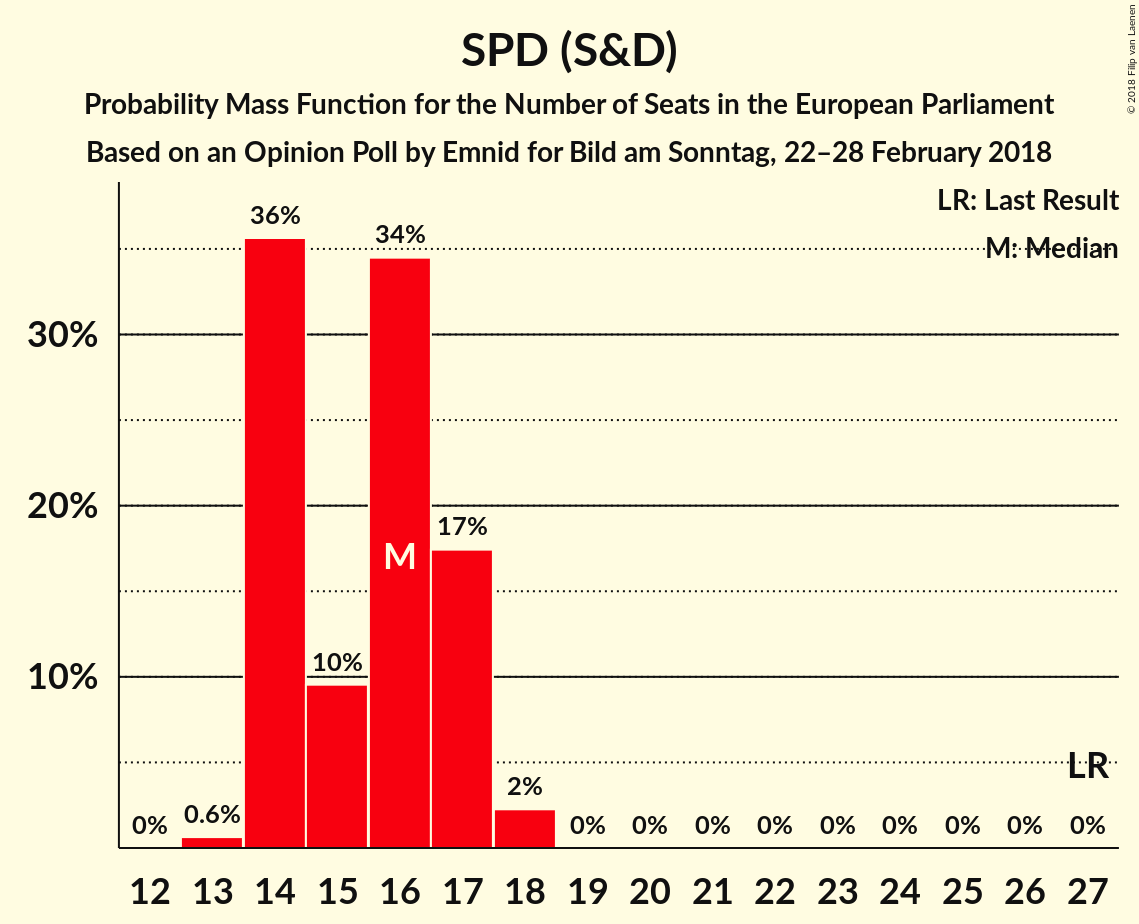 © 2018 Filip van Laenen
SPD (S&D)
Probability Mass Function for the Number of Seats in the European Parliament
Based on an Opinion Poll by Emnid for Bild am Sonntag, 22–28 February 2018
LR: Last Result
M: Median
36%
34%
30%
20%
17%
M
10%
10%
LR
0%
0.6%
2%
0%
0%
0%
0%
0%
0%
0%
0%
0%
12 13 14 15 16 17 18 19 20 21 22 23 24 25 26 27